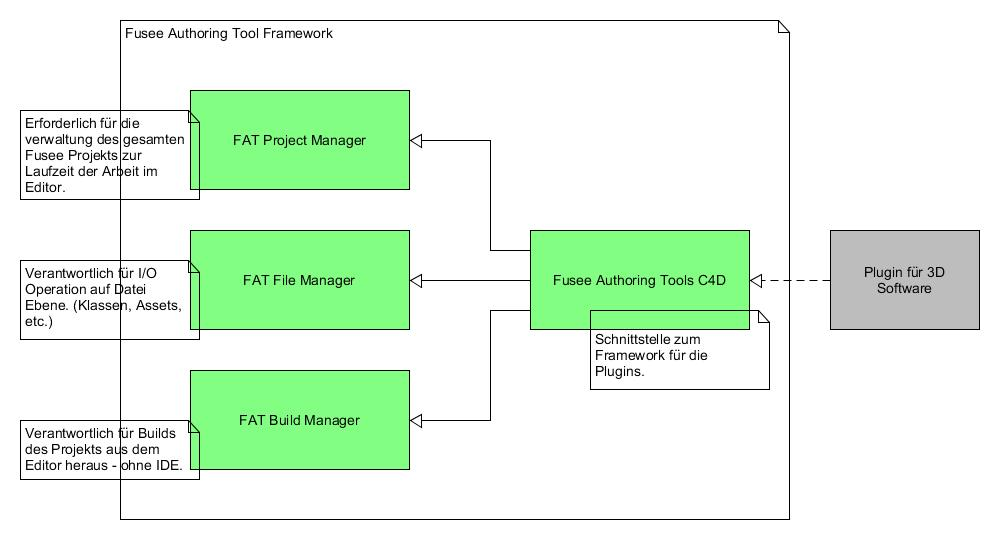 Fusee Authoring Tool Framework
FAT Project Manager
Erforderlich für die
verwaltung des gesamten
Fusee Projekts zur
Laufzeit der Arbeit im
Editor.
FAT File Manager
Verantwortlich für I/O
Operation auf Datei
Ebene. (Klassen, Assets,
etc.)
FAT Build Manager
Verantwortlich für Builds
des Projekts aus dem
Editor heraus - ohne IDE.
Fusee Authoring Tools C4D
Schnittstelle zum
Framework für die
Plugins.
Plugin für 3D
Software